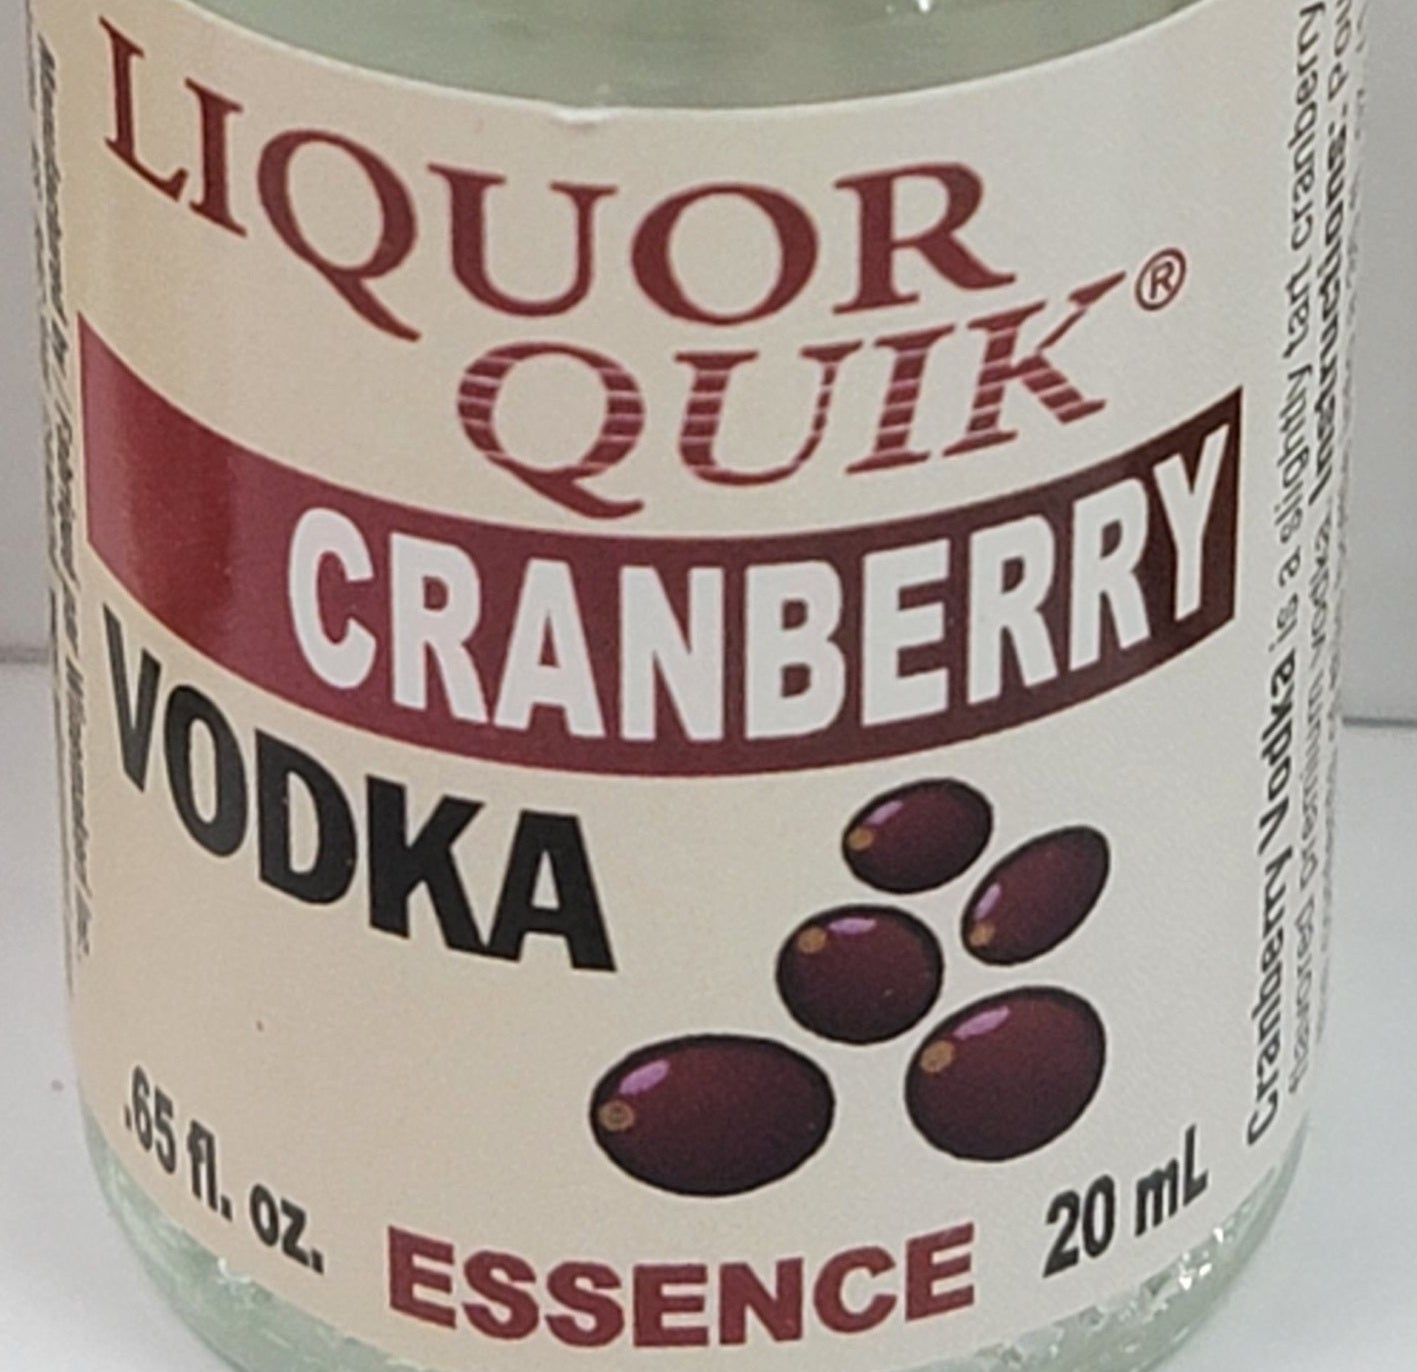 LIQUOR
QUIK®
CRANBERRY
VODKA
.65 fl. oz.
ESSENCE
20 mL
Cranberry Vodka is a slightly tart cranberry
flavored premium vodka. Instructions: Pou